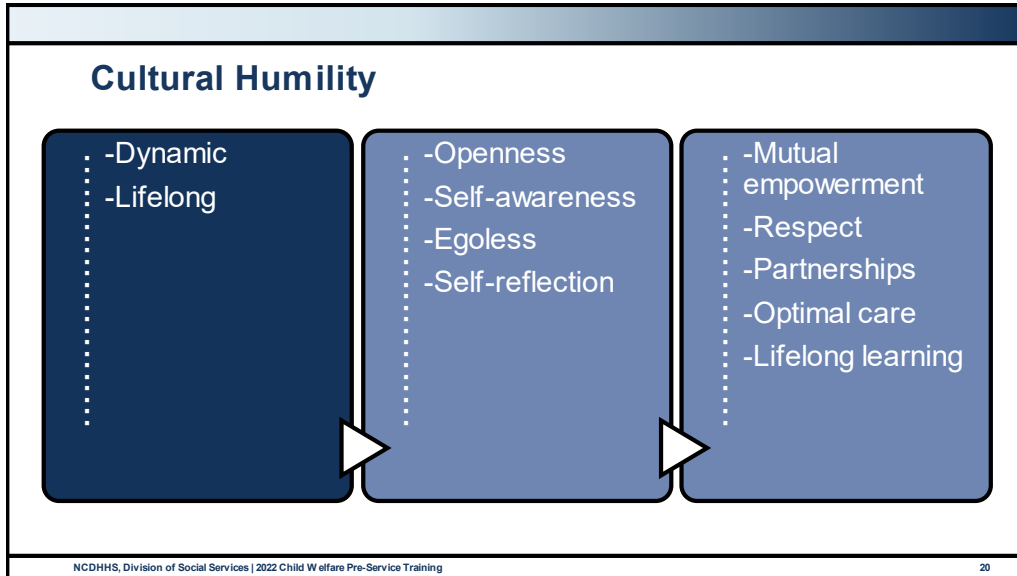 Cultural Humility
-Dynamic
-Lifelong
-Openness
-Self-awareness
-Egoless
-Self-reflection
-Mutual
empowerment
-Respect
-Partnerships
-Optimal care
-Lifelong learning
NCDHHS, Division of Social Services | 2022 Child Welfare Pre-Service Training
20